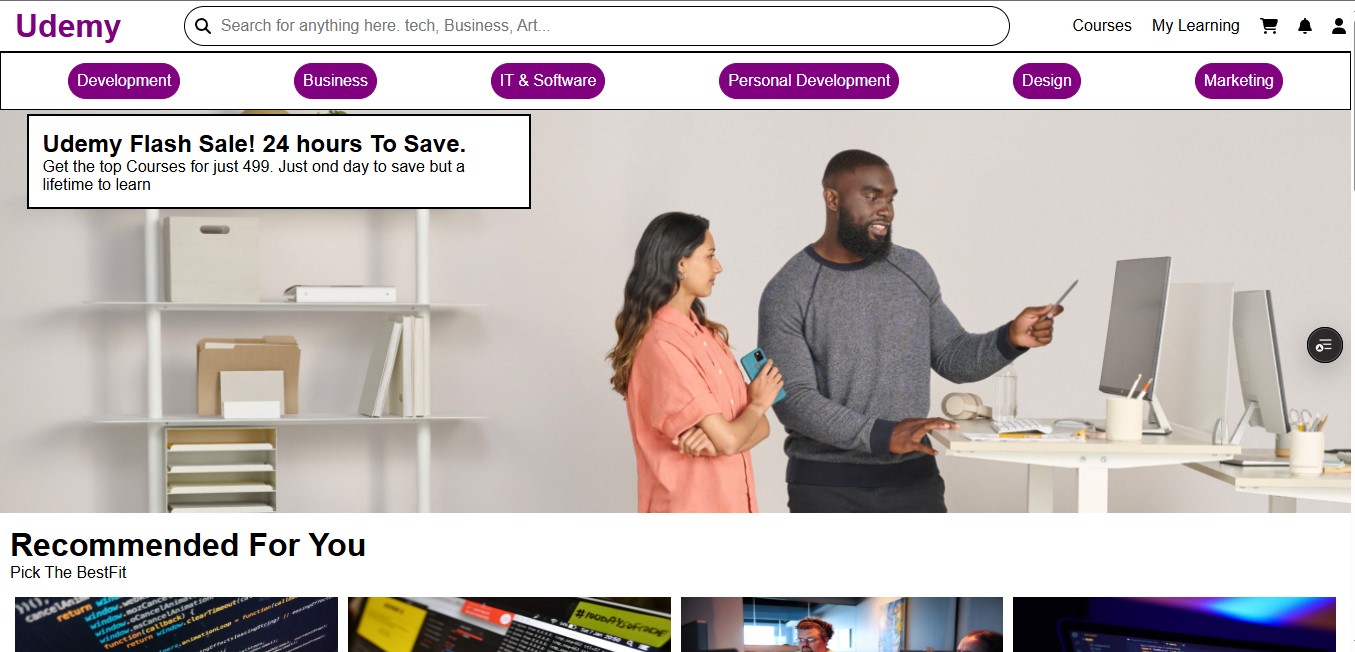 Udemy
Search for anything here. tech, Business, Art...
Courses
My Learning
Development
Business
IT & Software
Personal Development
Design
Marketing
Udemy Flash Sale! 24 hours To Save.
Get the top Courses for just 499. Just ond day to save but a
lifetime to learn
Recommended For You
Pick The BestFit